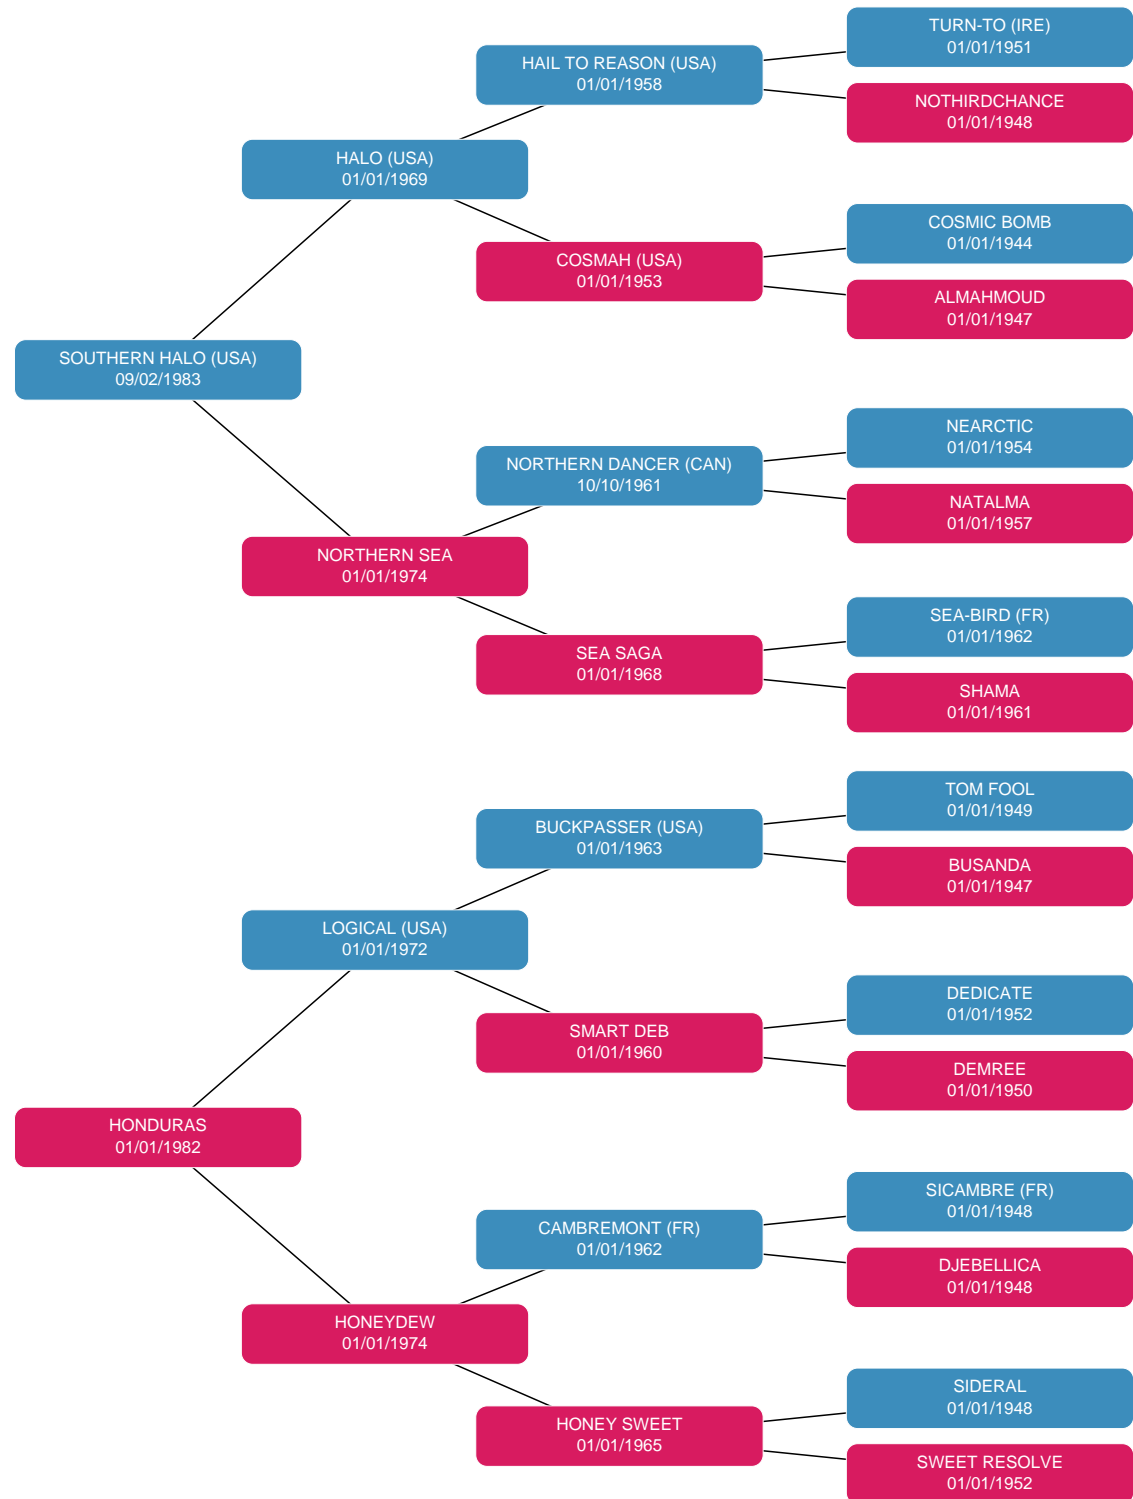 TURN-TO (IRE)
01/01/1951
HAIL TO REASON (USA)
01/01/1958
NOTHIRDCHANCE
01/01/1948
HALO (USA)
01/01/1969
COSMIC BOMB
01/01/1944
COSMAH (USA)
01/01/1953
ALMAHMOUD
01/01/1947
SOUTHERN HALO (USA)
09/02/1983
NEARCTIC
01/01/1954
NORTHERN DANCER (CAN)
10/10/1961
NATALMA
01/01/1957
NORTHERN SEA
01/01/1974
SEA-BIRD (FR)
01/01/1962
SEA SAGA
01/01/1968
SHAMA
01/01/1961
TOM FOOL
01/01/1949
BUCKPASSER (USA)
01/01/1963
BUSANDA
01/01/1947
LOGICAL (USA)
01/01/1972
DEDICATE
01/01/1952
SMART DEB
01/01/1960
DEMREE
01/01/1950
HONDURAS
01/01/1982
SICAMBRE (FR)
01/01/1948
CAMBREMONT (FR)
01/01/1962
DJEBELLICA
01/01/1948
HONEYDEW
01/01/1974
SIDERAL
01/01/1948
HONEY SWEET
01/01/1965
SWEET RESOLVE
01/01/1952